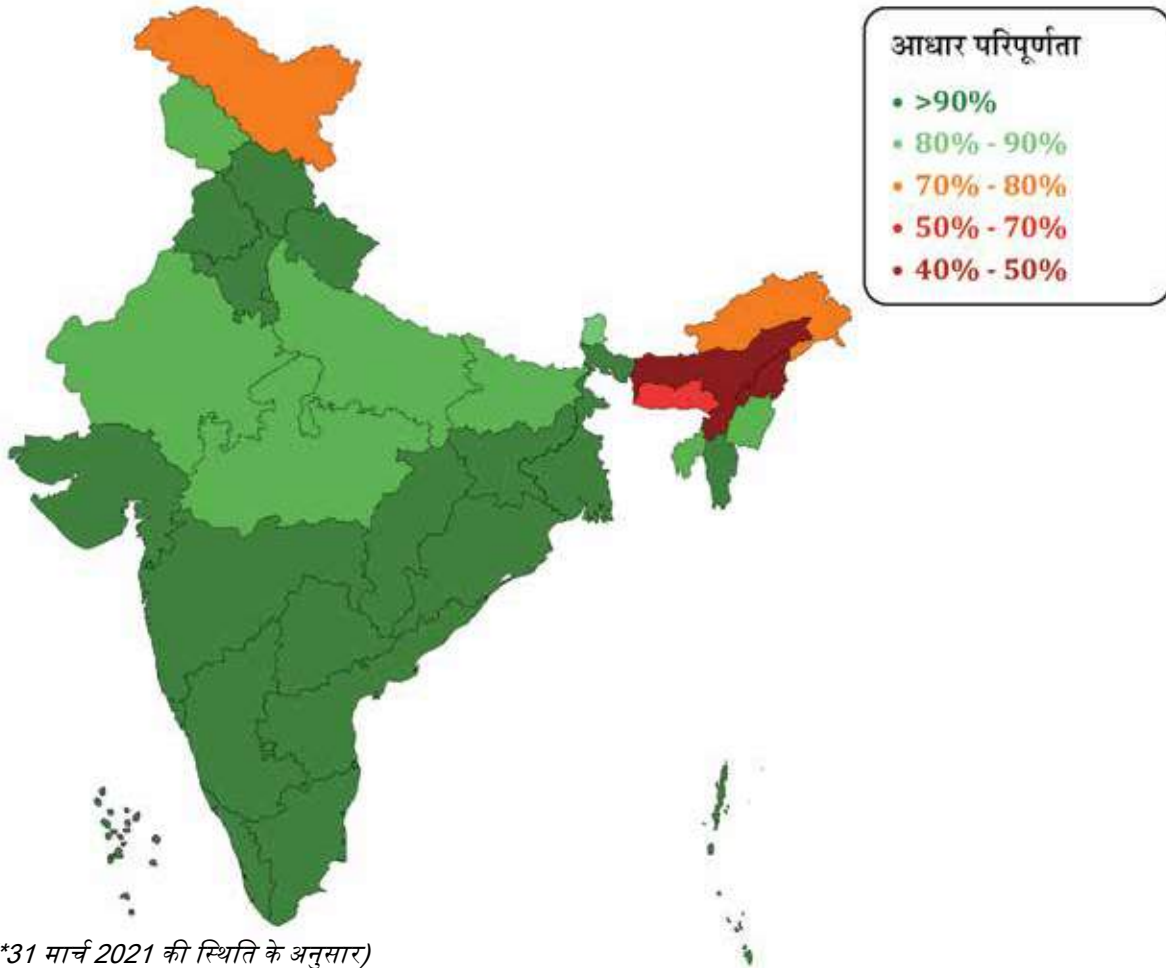 आधार परिपूर्णता
• >90%
• 80% - 90%
• 70% - 80%
• 50% - 70%
• 40% - 50%
*31 मार्च 2021 की स्थिति के अनुसार)